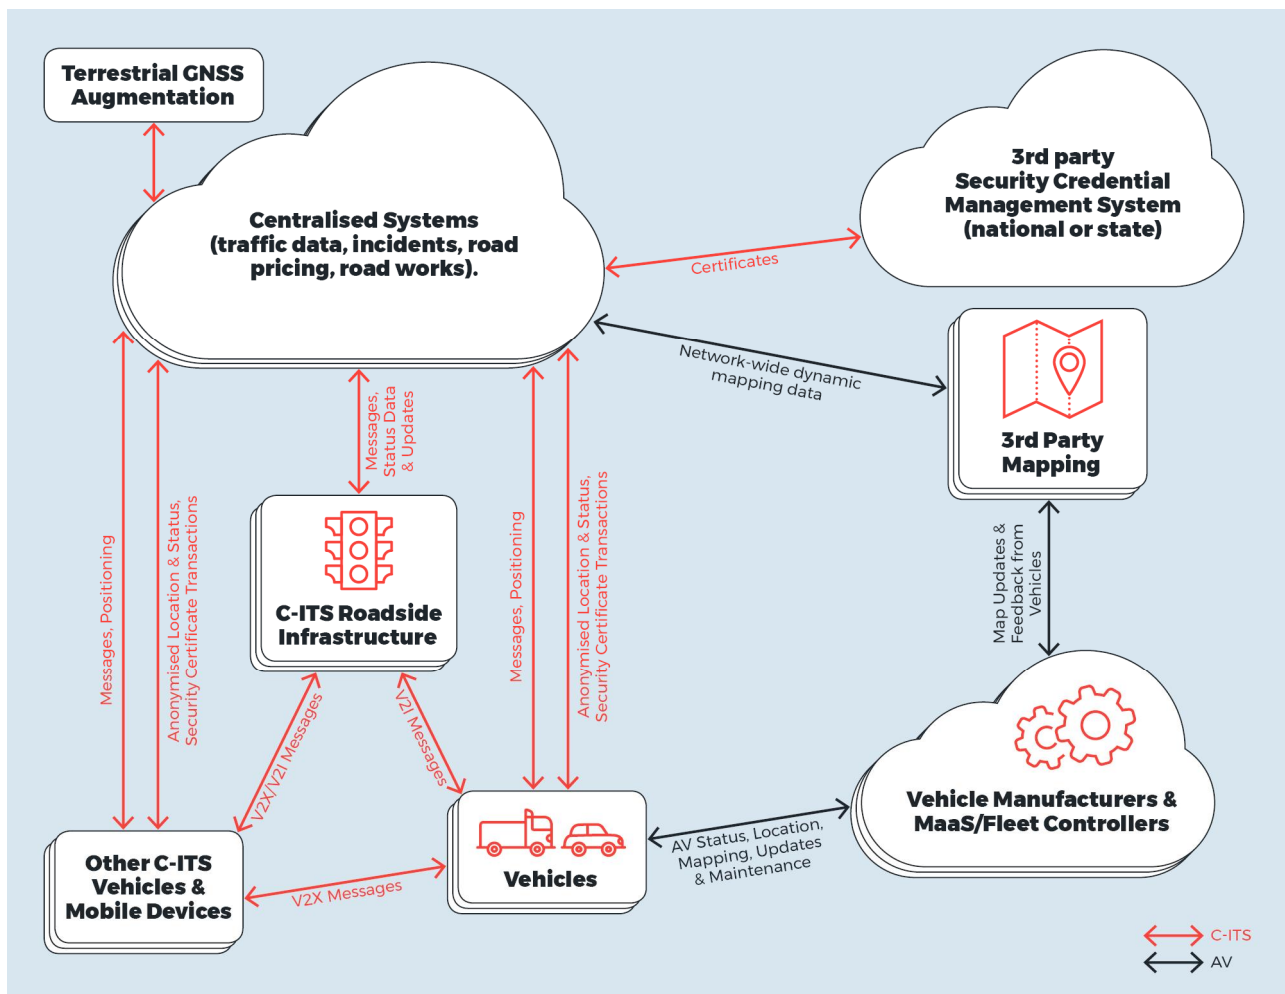 Terrestrial GNSS
Augmentation
Centralised Systems
(traffic data, incidents, road
pricing, road works).
3rd party
Security Credential
Management System
(national or state)
Certificates
Network-wide dynamic
mapping data
3rd Party
Mapping
Messages,
Status Data
& Updates
Messages, Positioning
Anonymised Location & Status,
Security Certificate Transactions
C-ITS Roadside
Infrastructure
Messages, Positioning
Anonymised Location & Status,
Security Certificate Transactions
Map Updates &
Feedback from
Vehicles
V2X/V2I Messages
V2I Messages
Vehicle Manufacturers &
MaaS/Fleet Controllers
Other C-ITS
Vehicles &
Mobile Devices
V2X Messages
Vehicles
AV Status, Location,
Mapping, Updates
& Maintenance
C-ITS
AV